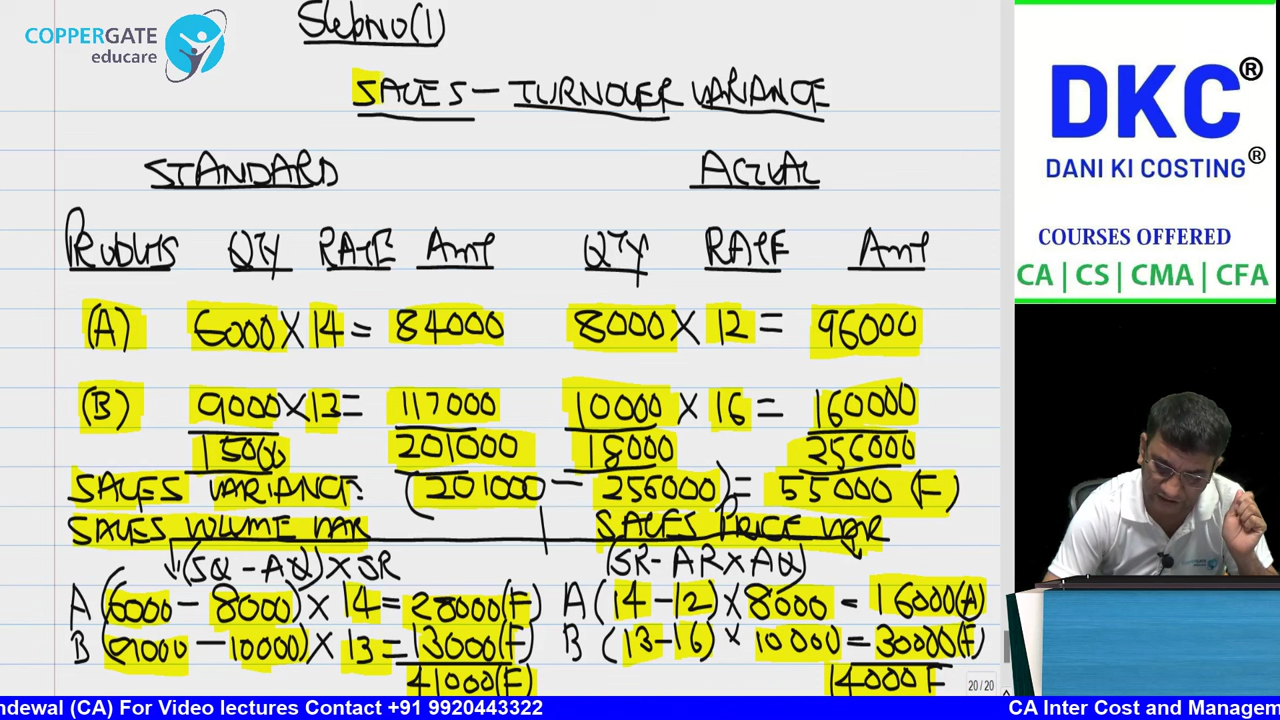 COPPERGATE
educare
StepNo(1)
SALES - TURNOVER VARIANCE
STANDARD ACTUAL
PRODUCTS QTY RATE Amt QTY RATE Amt
(A) 6000 X 14 = 84000 8000 X 12 = 96000
(B) 9000 X 13 = 117000 10000 X 16 = 160000
15000 201000 18000 256000
SALES VARIANCE: (201000 - 256000) = 55000 (F)
SALES VOLUME VAR SALES PRICE VAR
(SQ - AQ) X SR (SR - AR X AQ)
A (6000 - 8000) X 14 = 28000 (F) A (14 - 12) X 8000 = 16000 (A)
B (9000 - 10000) X 13 = 13000 (F) B (13 - 16) X 10000 = 30000 (F)
41000 (F) 14000 F
20 / 20
DKC®
DANI KI COSTING®
COURSES OFFERED
CA | CS | CMA | CFA
ndewal (CA) For Video lectures Contact +91 9920443322 CA Inter Cost and Managem